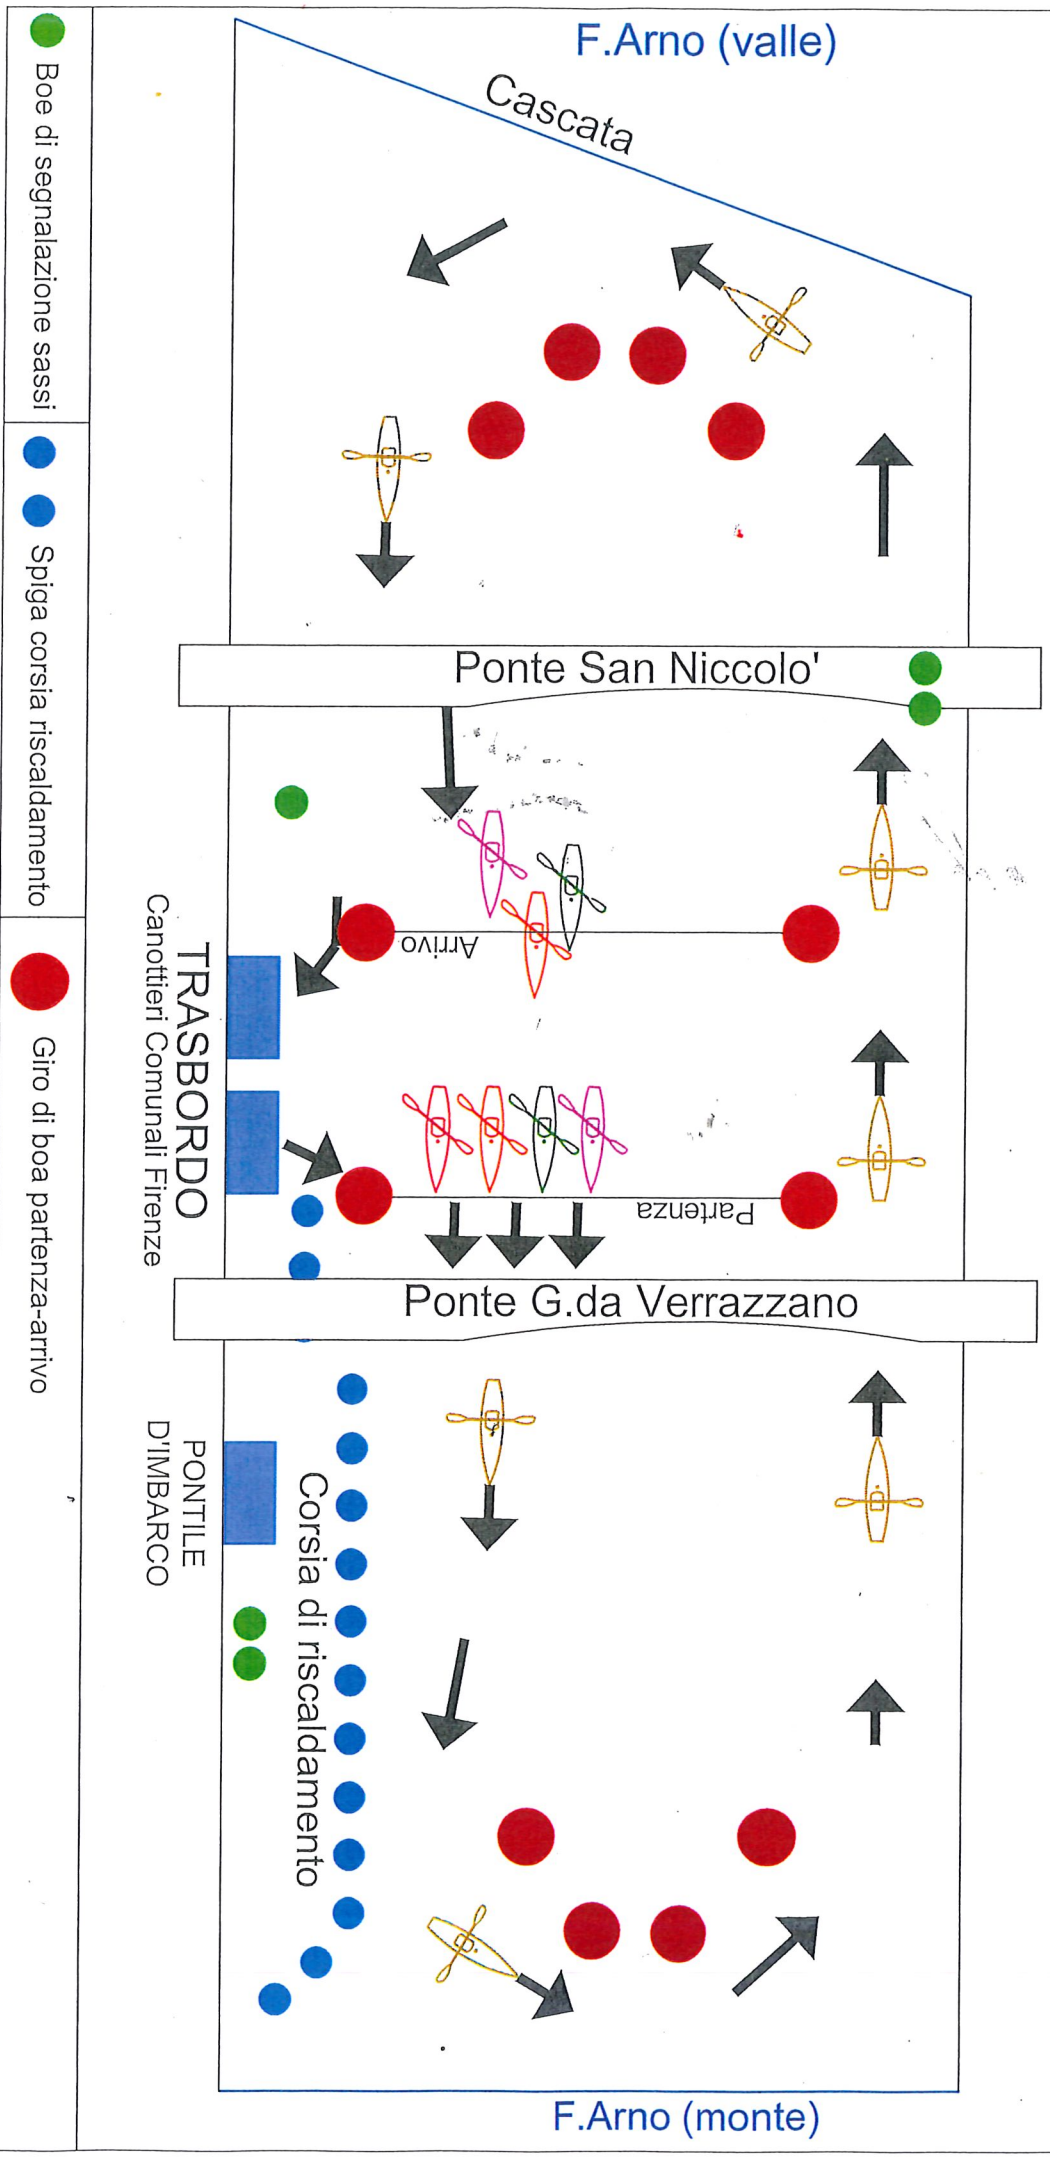 F.Arno (valle)
Cascata
Ponte San Niccolo'
Arrivo
TRASBORDO
Canottieri Comunali Firenze
Partenza
Ponte G.da Verrazzano
PONTILE
D'IMBARCO
Corsia di riscaldamento
F.Arno (monte)
Boe di segnalazione sassi
Spiga corsia riscaldamento
Giro di boa partenza-arrivo